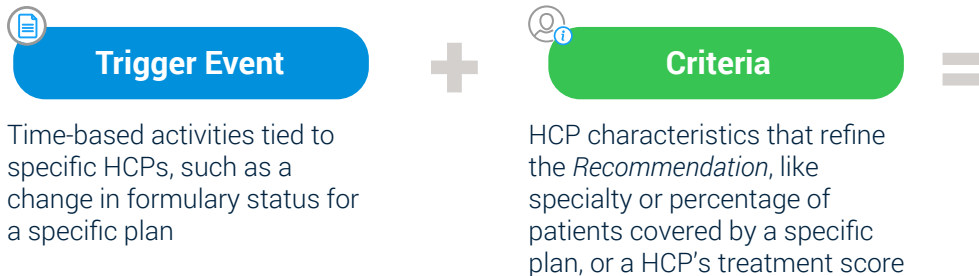 Trigger Event
Time-based activities tied to
specific HCPs, such as a
change in formulary status for
a specific plan
+
Criteria
HCP characteristics that refine
the Recommendation, like
specialty or percentage of
patients covered by a specific
plan, or a HCP's treatment score
=